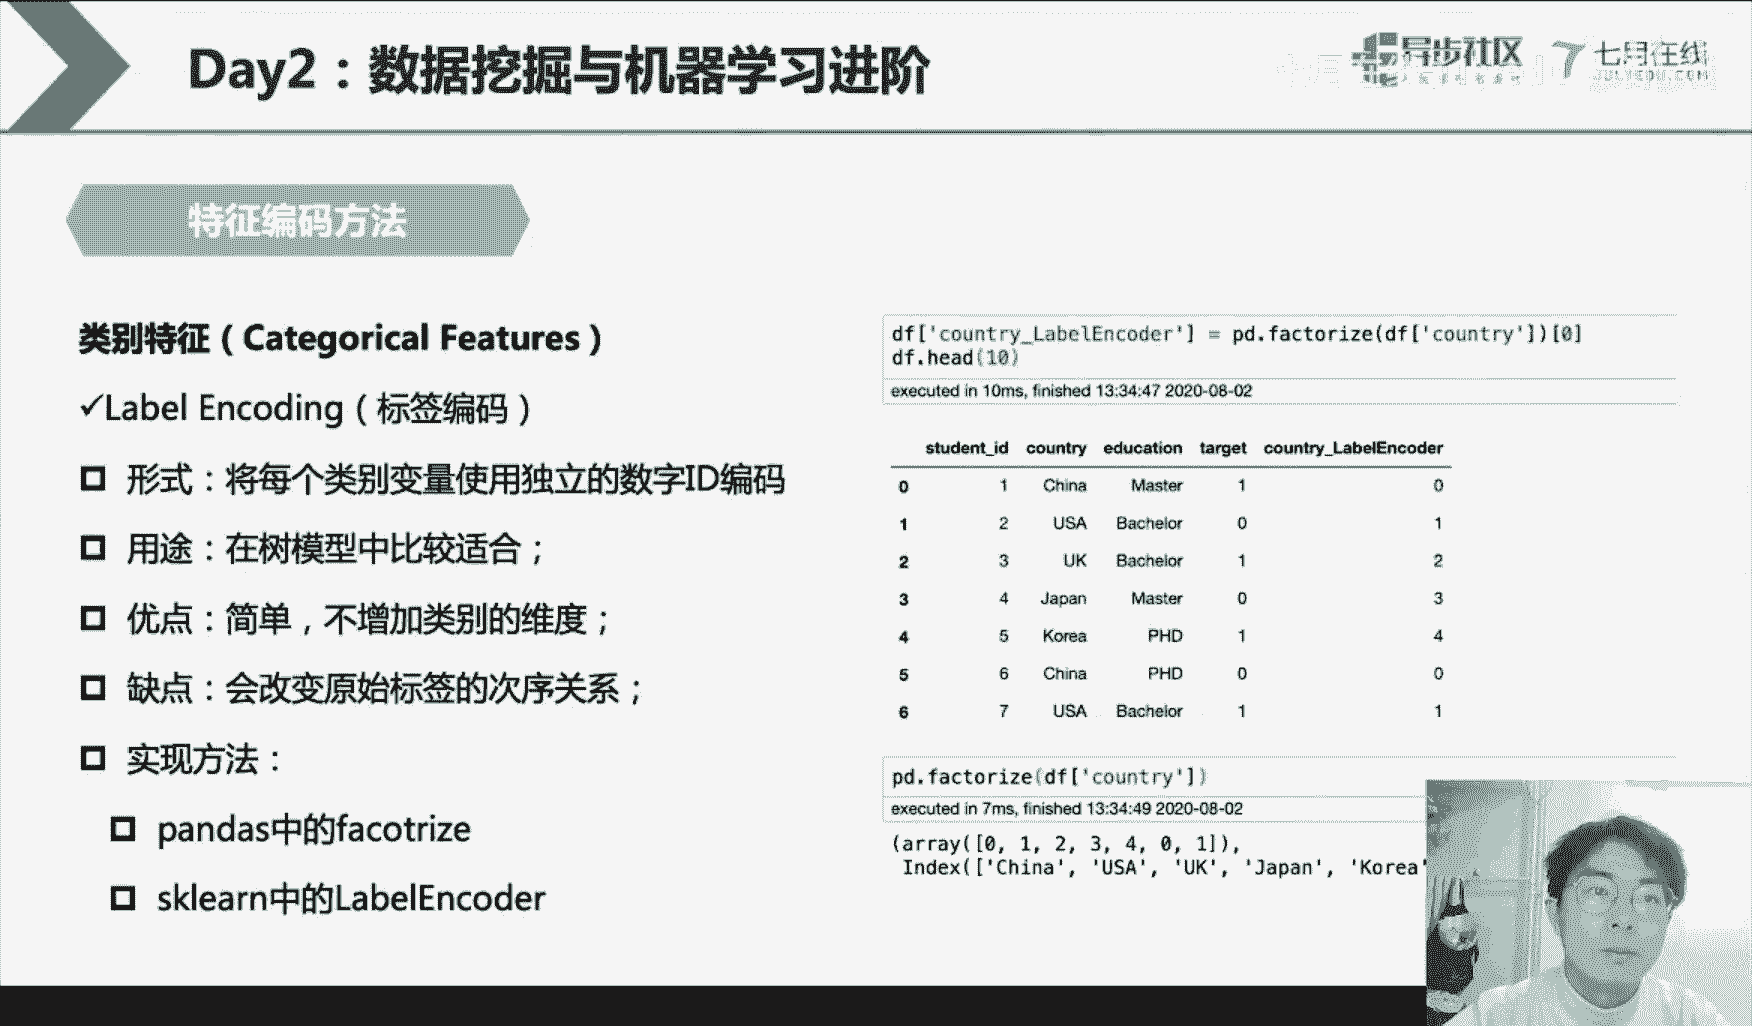 Day2：数据挖掘与机器学习进阶
异步社区
七月在线
JULYEDU.COM
特征编码方法
类别特征（Categorical Features）
✓Label Encoding（标签编码）
形式：将每个类别变量使用独立的数字ID编码
用途：在树模型中比较适合；
优点：简单，不增加类别的维度；
缺点：会改变原始标签的次序关系；
实现方法：
pandas中的facotrize
sklearn中的LabelEncoder
df['country_LabelEncoder'] = pd.factorize(df['country'])[0]
df.head(10)
executed in 10ms, finished 13:34:47 2020-08-02
student_id country education target country_LabelEncoder
0 1 China Master 1 0
1 2 USA Bachelor 0 1
2 3 UK Bachelor 1 2
3 4 Japan Master 0 3
4 5 Korea PHD 1 4
5 6 China PHD 0 0
6 7 USA Bachelor 1 1
pd.factorize(df['country'])
executed in 7ms, finished 13:34:49 2020-08-02
(array([0, 1, 2, 3, 4, 0, 1]),
Index(['China', 'USA', 'UK', 'Japan', 'Korea'